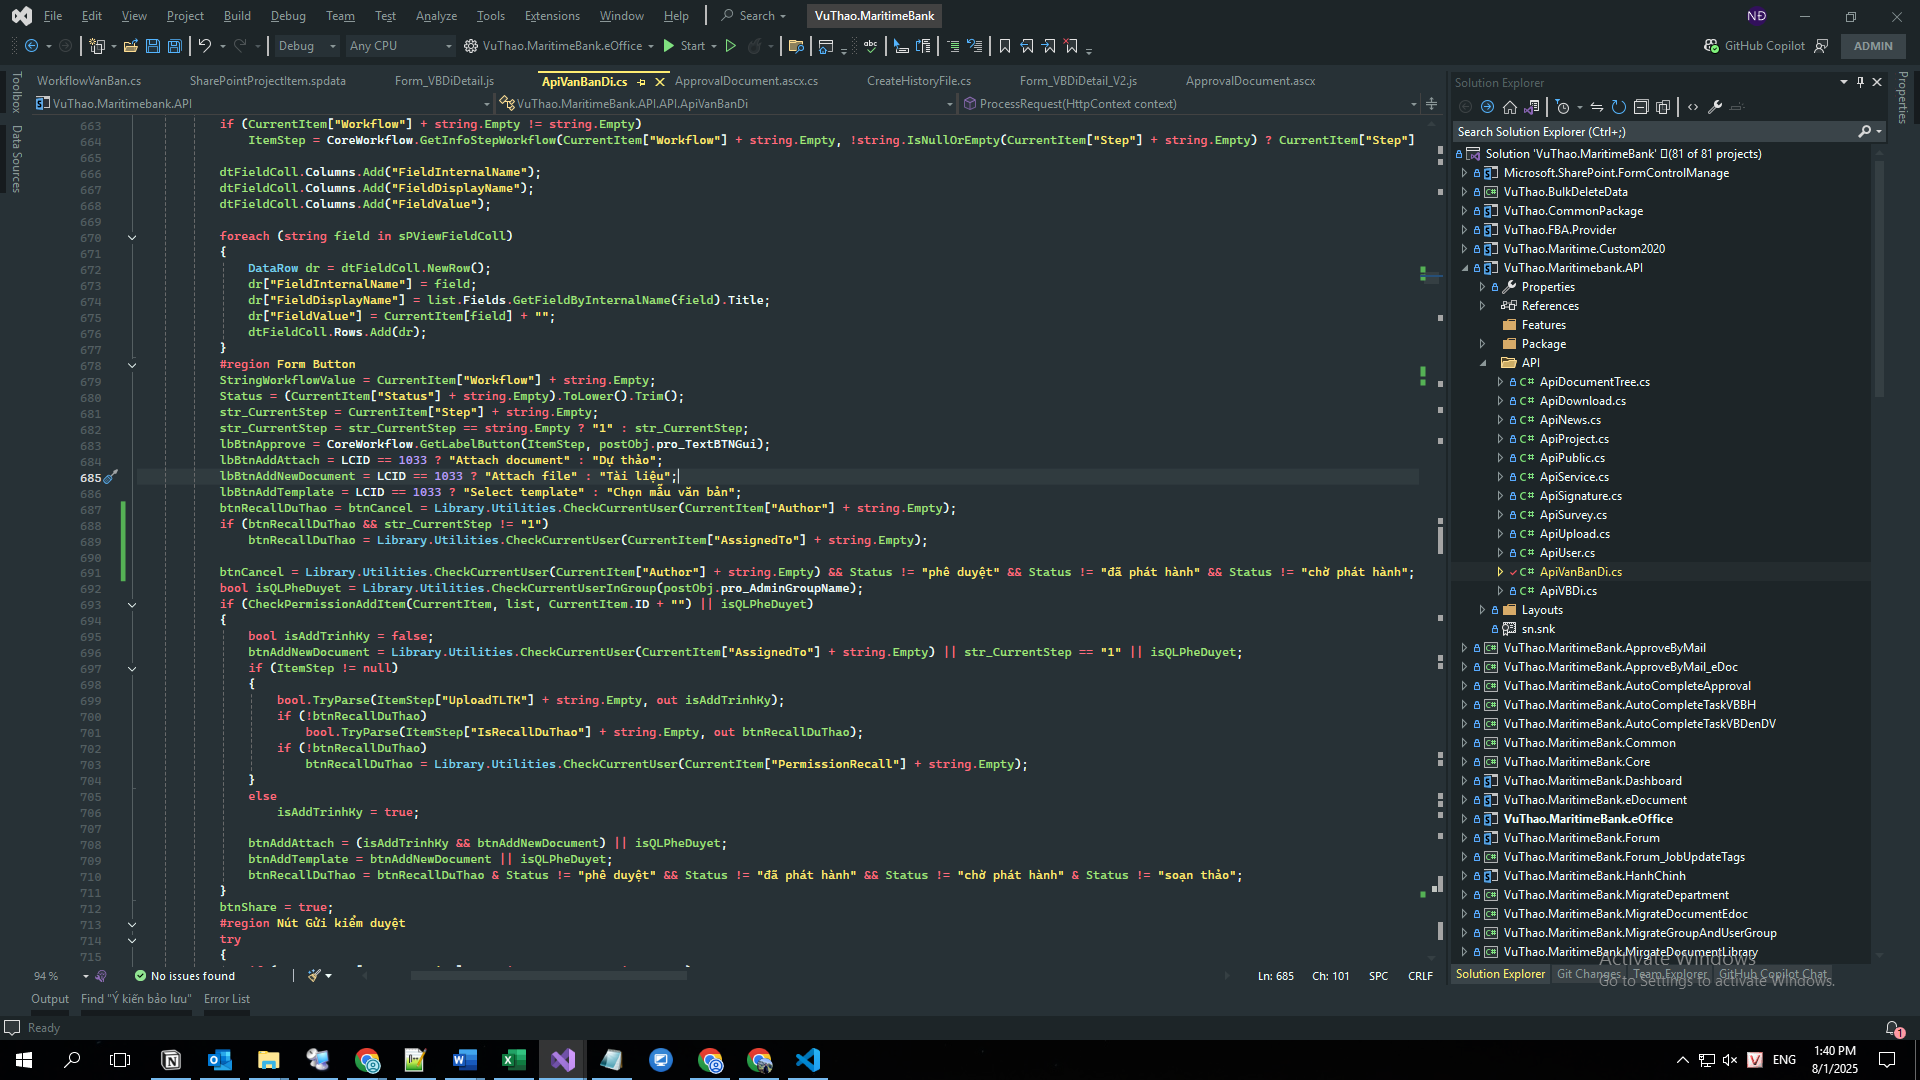 File Edit View Project Build Debug Team Test Analyze Tools Extensions Window Help Search VuThao.MaritimeBank NĐ
Debug Any CPU VuThao.MaritimeBank.eOffice Start GitHub Copilot ADMIN
WorkflowVanBan.cs SharePointProjectItem.spdata Form_VBDiDetail.js ApiVanBanDi.cs ApprovalDocument.ascx.cs CreateHistoryFile.cs Form_VBDiDetail_V2.js ApprovalDocument.ascx
VuThao.Maritimebank.API VuThao.MaritimeBank.API.API.ApiVanBanDi ProcessRequest(HttpContext context)
Toolbox
Data Sources
663 if (CurrentItem["Workflow"] + string.Empty != string.Empty)
664 ItemStep = CoreWorkflow.GetInfoStepWorkflow(CurrentItem["Workflow"] + string.Empty, !string.IsNullOrEmpty(CurrentItem["Step"] + string.Empty) ? CurrentItem["Step"]
665
666 dtFieldColl.Columns.Add("FieldInternalName");
667 dtFieldColl.Columns.Add("FieldDisplayName");
668 dtFieldColl.Columns.Add("FieldValue");
669
670 foreach (string field in sPViewFieldColl)
671 {
672 DataRow dr = dtFieldColl.NewRow();
673 dr["FieldInternalName"] = field;
674 dr["FieldDisplayName"] = list.Fields.GetFieldByInternalName(field).Title;
675 dr["FieldValue"] = CurrentItem[field] + "";
676 dtFieldColl.Rows.Add(dr);
677 }
678 #region Form Button
679 StringWorkflowValue = CurrentItem["Workflow"] + string.Empty;
680 Status = (CurrentItem["Status"] + string.Empty).ToLower().Trim();
681 str_CurrentStep = CurrentItem["Step"] + string.Empty;
682 str_CurrentStep = str_CurrentStep == string.Empty ? "1" : str_CurrentStep;
683 lbBtnApprove = CoreWorkflow.GetLabelButton(ItemStep, postObj.pro_TextBTNGui);
684 lbBtnAddAttach = LCID == 1033 ? "Attach document" : "Dự thảo";
685 lbBtnAddNewDocument = LCID == 1033 ? "Attach file" : "Tài liệu";
686 lbBtnAddTemplate = LCID == 1033 ? "Select template" : "Chọn mẫu văn bản";
687 btnRecallDuThao = btnCancel = Library.Utilities.CheckCurrentUser(CurrentItem["Author"] + string.Empty);
688 if (btnRecallDuThao && str_CurrentStep != "1")
689 btnRecallDuThao = Library.Utilities.CheckCurrentUser(CurrentItem["AssignedTo"] + string.Empty);
690
691 btnCancel = Library.Utilities.CheckCurrentUser(CurrentItem["Author"] + string.Empty) && Status != "phê duyệt" && Status != "đã phát hành" && Status != "chờ phát hành";
692 bool isQLPheDuyet = Library.Utilities.CheckCurrentUserInGroup(postObj.pro_AdminGroupName);
693 if (CheckPermissionAddItem(CurrentItem, list, CurrentItem.ID + "") || isQLPheDuyet)
694 {
695 bool isAddTrinhKy = false;
696 btnAddNewDocument = Library.Utilities.CheckCurrentUser(CurrentItem["AssignedTo"] + string.Empty) || str_CurrentStep == "1" || isQLPheDuyet;
697 if (ItemStep != null)
698 {
699 bool.TryParse(ItemStep["UploadTLTK"] + string.Empty, out isAddTrinhKy);
700 if (!btnRecallDuThao)
701 bool.TryParse(ItemStep["IsRecallDuThao"] + string.Empty, out btnRecallDuThao);
702 if (!btnRecallDuThao)
703 btnRecallDuThao = Library.Utilities.CheckCurrentUser(CurrentItem["PermissionRecall"] + string.Empty);
704 }
705 else
706 isAddTrinhKy = true;
707
708 btnAddAttach = (isAddTrinhKy && btnAddNewDocument) || isQLPheDuyet;
709 btnAddTemplate = btnAddNewDocument || isQLPheDuyet;
710 btnRecallDuThao = btnRecallDuThao & Status != "phê duyệt" && Status != "đã phát hành" && Status != "chờ phát hành" & Status != "soạn thảo";
711 }
712 btnShare = true;
713 #region Nút Gửi kiểm duyệt
714 try
715 {
94 % No issues found Ln: 685 Ch: 101 SPC CRLF
Output Find "Ý kiến bảo lưu" Error List
Ready
Solution Explorer
Search Solution Explorer (Ctrl+;)
Solution 'VuThao.MaritimeBank' (81 of 81 projects)
Microsoft.SharePoint.FormControlManage
VuThao.BulkDeleteData
VuThao.CommonPackage
VuThao.FBA.Provider
VuThao.Maritime.Custom2020
VuThao.Maritimebank.API
Properties
References
Features
Package
API
C# ApiDocumentTree.cs
C# ApiDownload.cs
C# ApiNews.cs
C# ApiProject.cs
C# ApiPublic.cs
C# ApiService.cs
C# ApiSignature.cs
C# ApiSurvey.cs
C# ApiUpload.cs
C# ApiUser.cs
C# ApiVanBanDi.cs
C# ApiVBDi.cs
Layouts
sn.snk
VuThao.MaritimeBank.ApproveByMail
VuThao.MaritimeBank.ApproveByMail_eDoc
VuThao.MaritimeBank.AutoCompleteApproval
VuThao.MaritimeBank.AutoCompleteTaskVBBH
VuThao.MaritimeBank.AutoCompleteTaskVBDenDV
VuThao.MaritimeBank.Common
VuThao.MaritimeBank.Core
VuThao.MaritimeBank.Dashboard
VuThao.MaritimeBank.eDocument
VuThao.MaritimeBank.eOffice
VuThao.MaritimeBank.Forum
VuThao.MaritimeBank.Forum_JobUpdateTags
VuThao.MaritimeBank.HanhChinh
VuThao.MaritimeBank.MigrateDepartment
VuThao.MaritimeBank.MigrateDocumentEdoc
VuThao.MaritimeBank.MigrateGroupAndUserGroup
VuThao.MaritimeBank.MigrateDocumentLibrary
Solution Explorer Git Changes Team Explorer GitHub Copilot Chat
Properties
Activate Windows
Go to Settings to activate Windows.
ENG 1:40 PM
8/1/2025